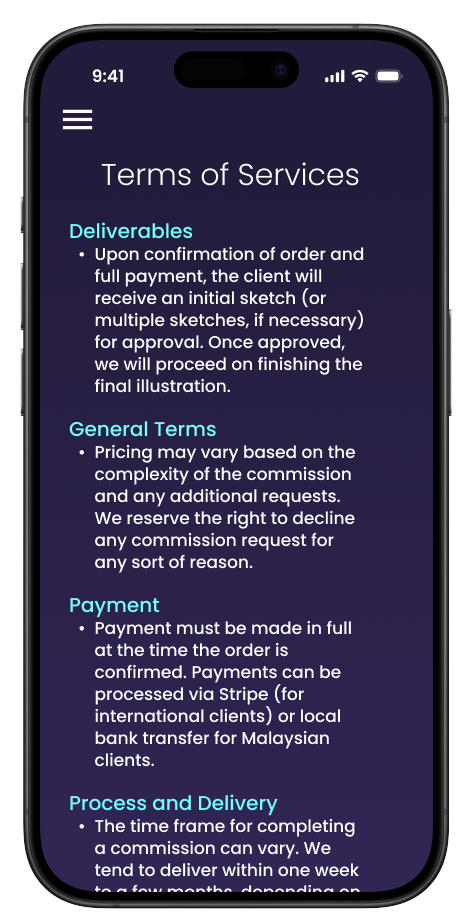 9:41
Terms of Services
Deliverables
• Upon confirmation of order and
full payment, the client will
receive an initial sketch (or
multiple sketches, if necessary)
for approval. Once approved,
we will proceed on finishing the
final illustration.
General Terms
• Pricing may vary based on the
complexity of the commission
and any additional requests.
We reserve the right to decline
any commission request for
any sort of reason.
Payment
• Payment must be made in full
at the time the order is
confirmed. Payments can be
processed via Stripe (for
international clients) or local
bank transfer for Malaysian
clients.
Process and Delivery
• The time frame for completing
a commission can vary. We
tend to deliver within one week
to a few months, depending on